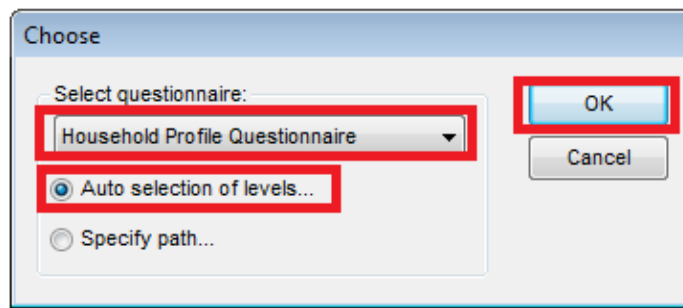 Choose
Select questionnaire:
Household Profile Questionnaire
Auto selection of levels...
Specify path...
OK
Cancel